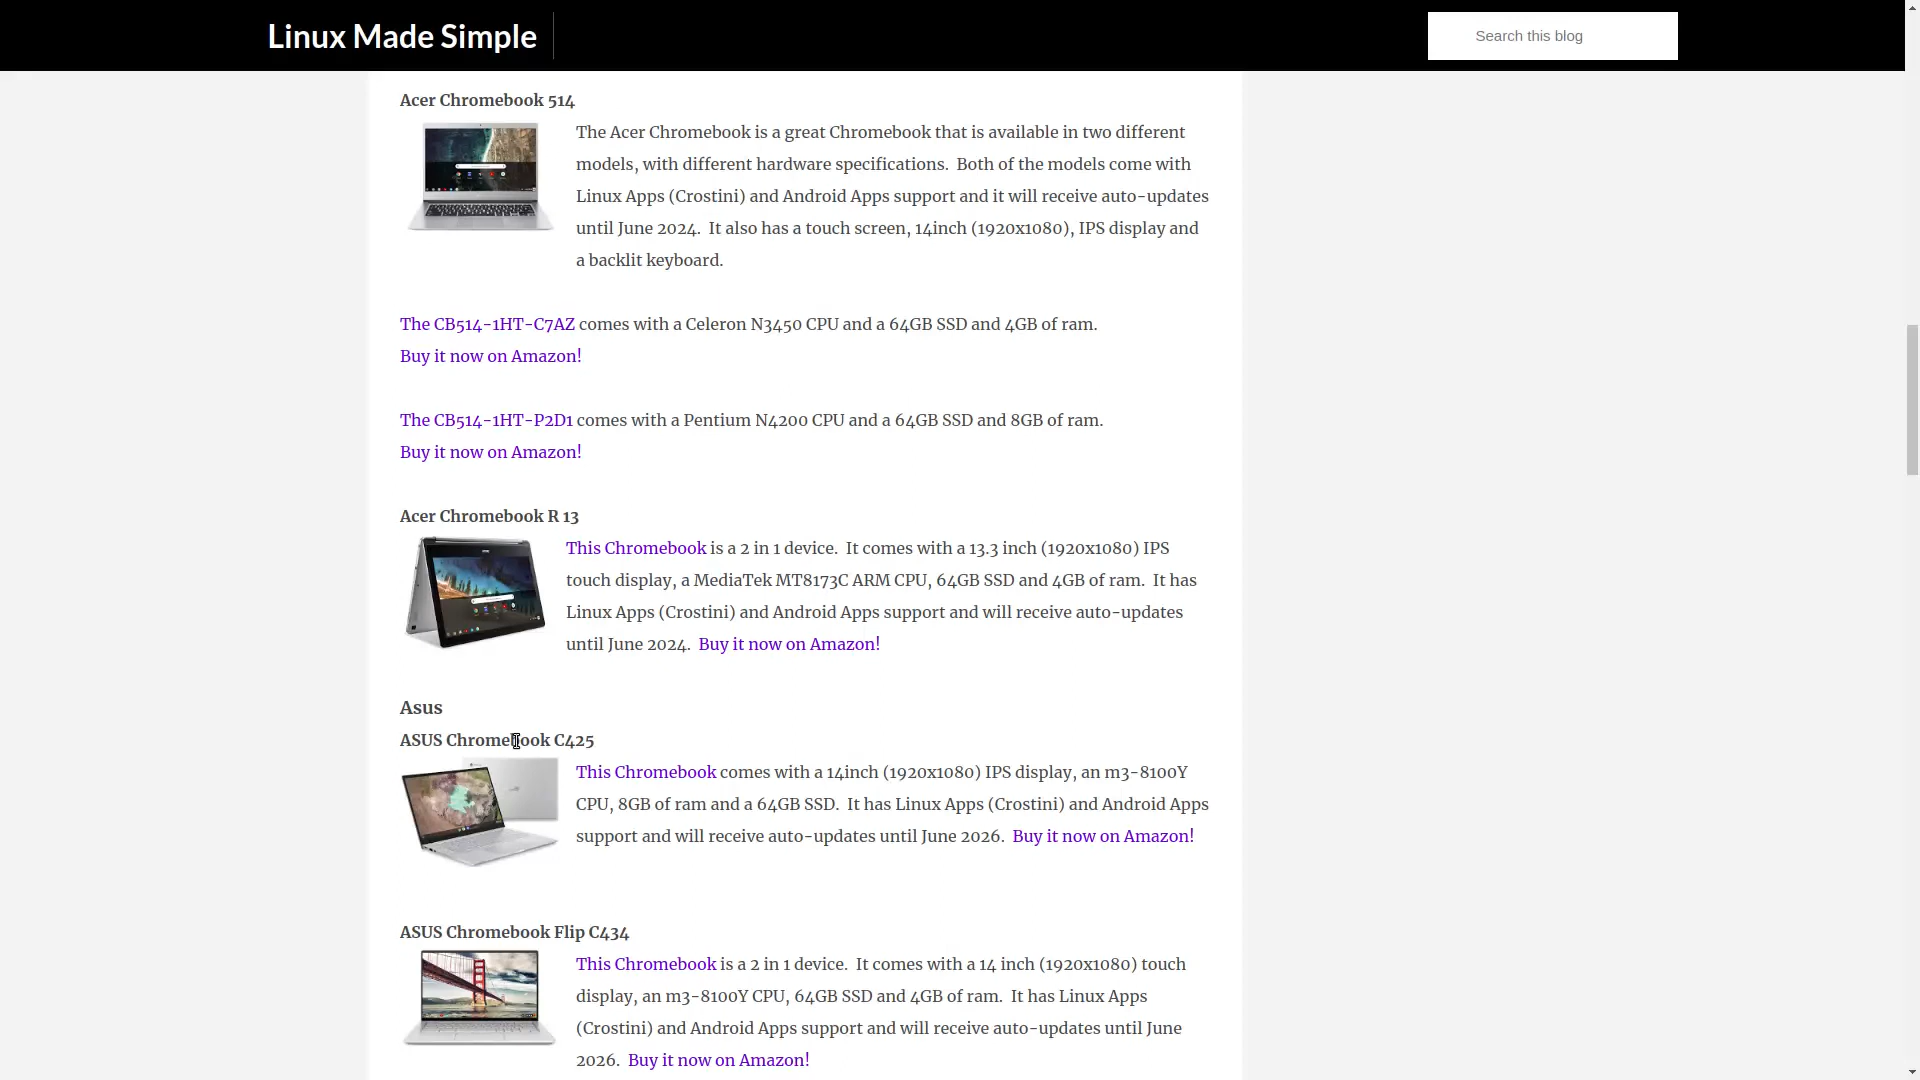 Linux Made Simple
Search this blog
Acer Chromebook 514
The Acer Chromebook is a great Chromebook that is available in two different
models, with different hardware specifications.  Both of the models come with
Linux Apps (Crostini) and Android Apps support and it will receive auto-updates
until June 2024.  It also has a touch screen, 14inch (1920x1080), IPS display and
a backlit keyboard.
The CB514-1HT-C7AZ comes with a Celeron N3450 CPU and a 64GB SSD and 4GB of ram.
Buy it now on Amazon!
The CB514-1HT-P2D1 comes with a Pentium N4200 CPU and a 64GB SSD and 8GB of ram.
Buy it now on Amazon!
Acer Chromebook R 13
This Chromebook is a 2 in 1 device.  It comes with a 13.3 inch (1920x1080) IPS
touch display, a MediaTek MT8173C ARM CPU, 64GB SSD and 4GB of ram.  It has
Linux Apps (Crostini) and Android Apps support and will receive auto-updates
until June 2024.  Buy it now on Amazon!
Asus
ASUS Chromebook C425
This Chromebook comes with a 14inch (1920x1080) IPS display, an m3-8100Y
CPU, 8GB of ram and a 64GB SSD.  It has Linux Apps (Crostini) and Android Apps
support and will receive auto-updates until June 2026.  Buy it now on Amazon!
ASUS Chromebook Flip C434
This Chromebook is a 2 in 1 device.  It comes with a 14 inch (1920x1080) touch
display, an m3-8100Y CPU, 64GB SSD and 4GB of ram.  It has Linux Apps
(Crostini) and Android Apps support and will receive auto-updates until June
2026.  Buy it now on Amazon!